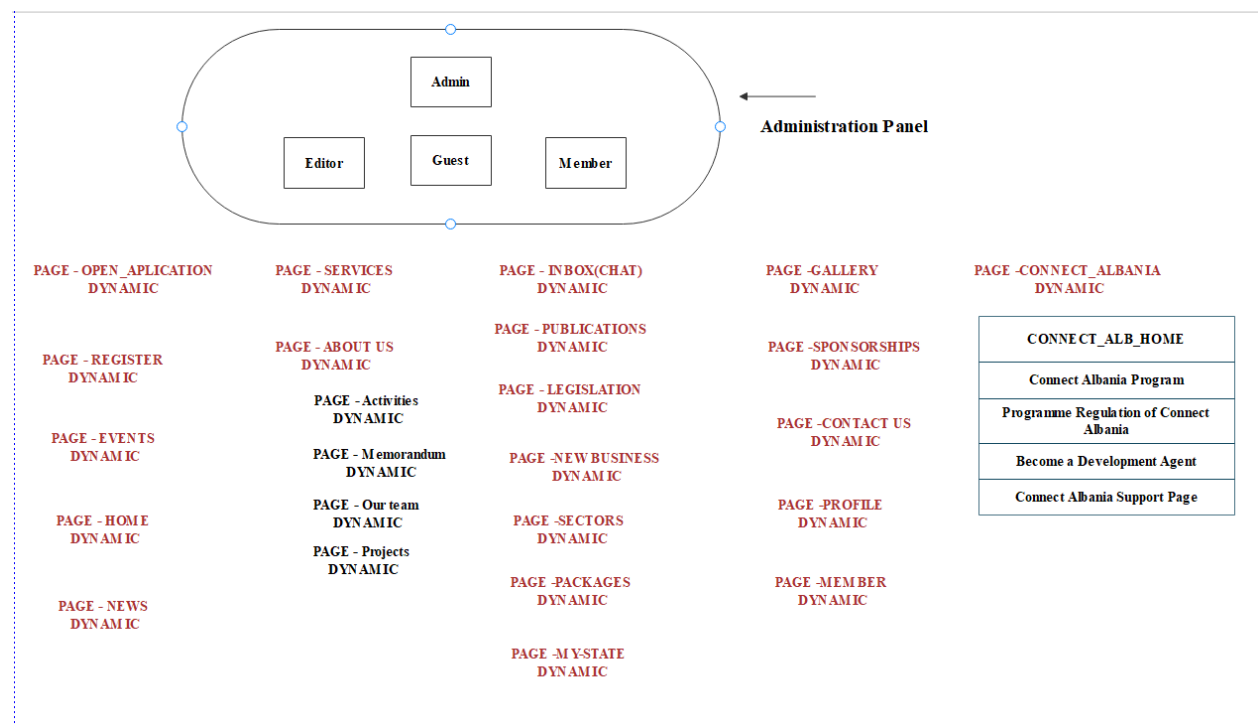 Admin
Editor
Guest
Member
Administration Panel
PAGE - OPEN_APLICATION
DYNAMIC
PAGE - REGISTER
DYNAMIC
PAGE - EVENTS
DYNAMIC
PAGE - HOME
DYNAMIC
PAGE - NEWS
DYNAMIC
PAGE - SERVICES
DYNAMIC
PAGE - ABOUT US
DYNAMIC
PAGE - Activities
DYNAMIC
PAGE - Memorandum
DYNAMIC
PAGE - Our team
DYNAMIC
PAGE - Projects
DYNAMIC
PAGE - INBOX(CHAT)
DYNAMIC
PAGE - PUBLICATIONS
DYNAMIC
PAGE - LEGISLATION
DYNAMIC
PAGE -NEW BUSINESS
DYNAMIC
PAGE -SECTORS
DYNAMIC
PAGE -PACKAGES
DYNAMIC
PAGE -MY-STATE
DYNAMIC
PAGE -GALLERY
DYNAMIC
PAGE -SPONSORSHIPS
DYNAMIC
PAGE -CONTACT US
DYNAMIC
PAGE -PROFILE
DYNAMIC
PAGE -MEMBER
DYNAMIC
PAGE -CONNECT_ALBANIA
DYNAMIC
CONNECT_ALB_HOME
Connect Albania Program
Programme Regulation of Connect
Albania
Become a Development Agent
Connect Albania Support Page